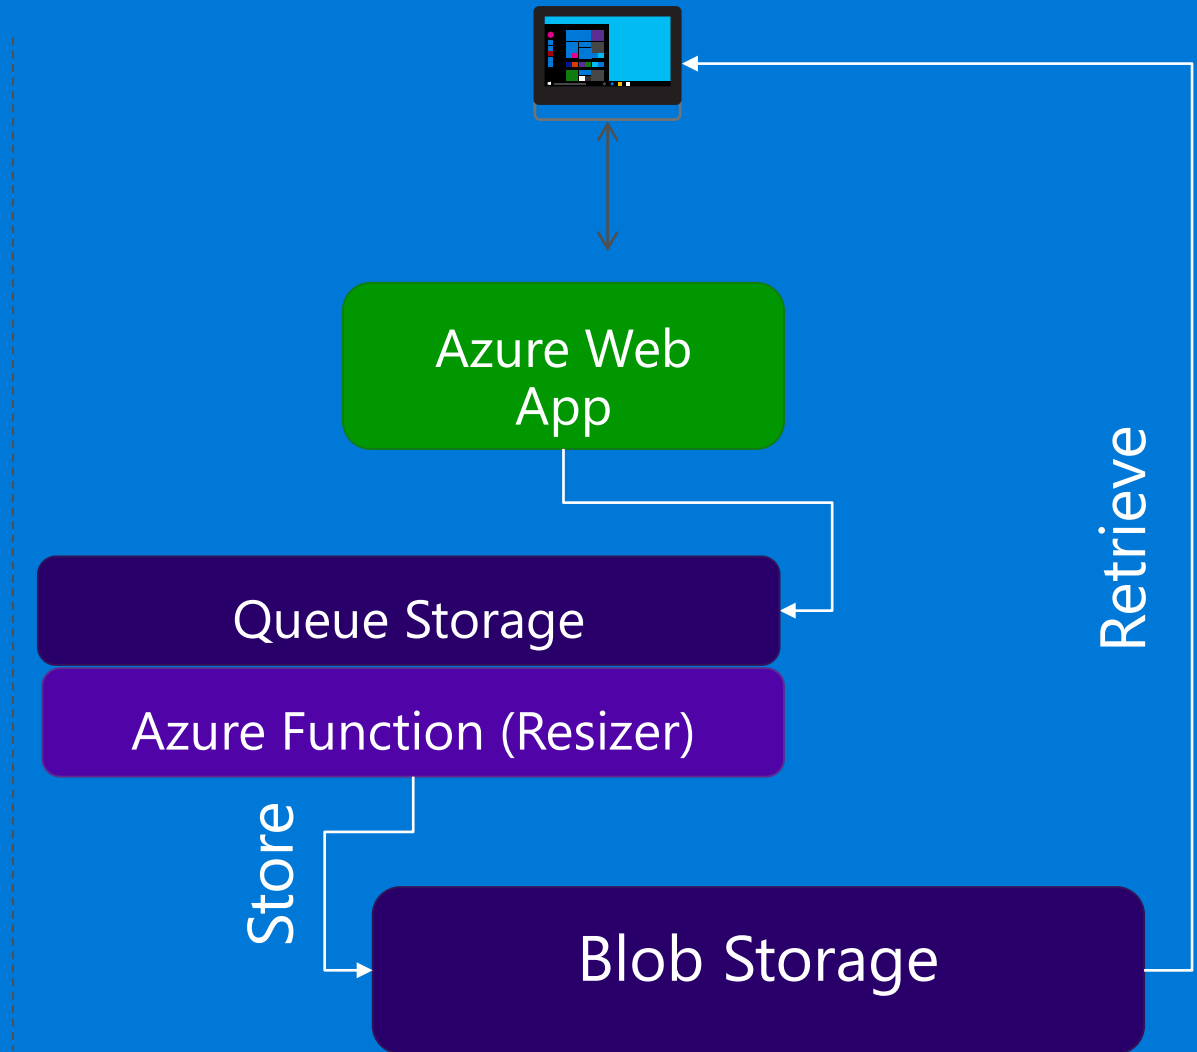 Azure Web
App
Retrieve
Queue Storage
Azure Function (Resizer)
Store
Blob Storage